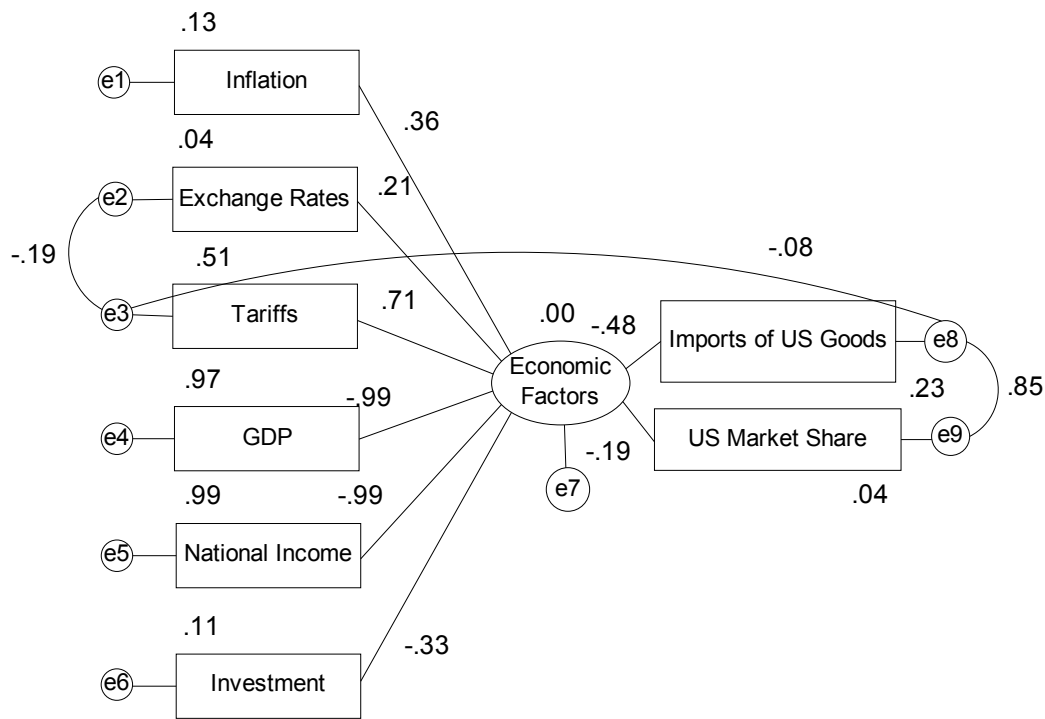 .13
e1
Inflation
.36
.04
e2
Exchange Rates
.21
-.19
.51
-.08
e3
Tariffs
.71
.00
-.48
Imports of US Goods
e8
Economic
Factors
.97
-.99
.23
.85
e4
GDP
US Market Share
e9
-.19
.99
-.99
e7
.04
e5
National Income
.11
-.33
e6
Investment